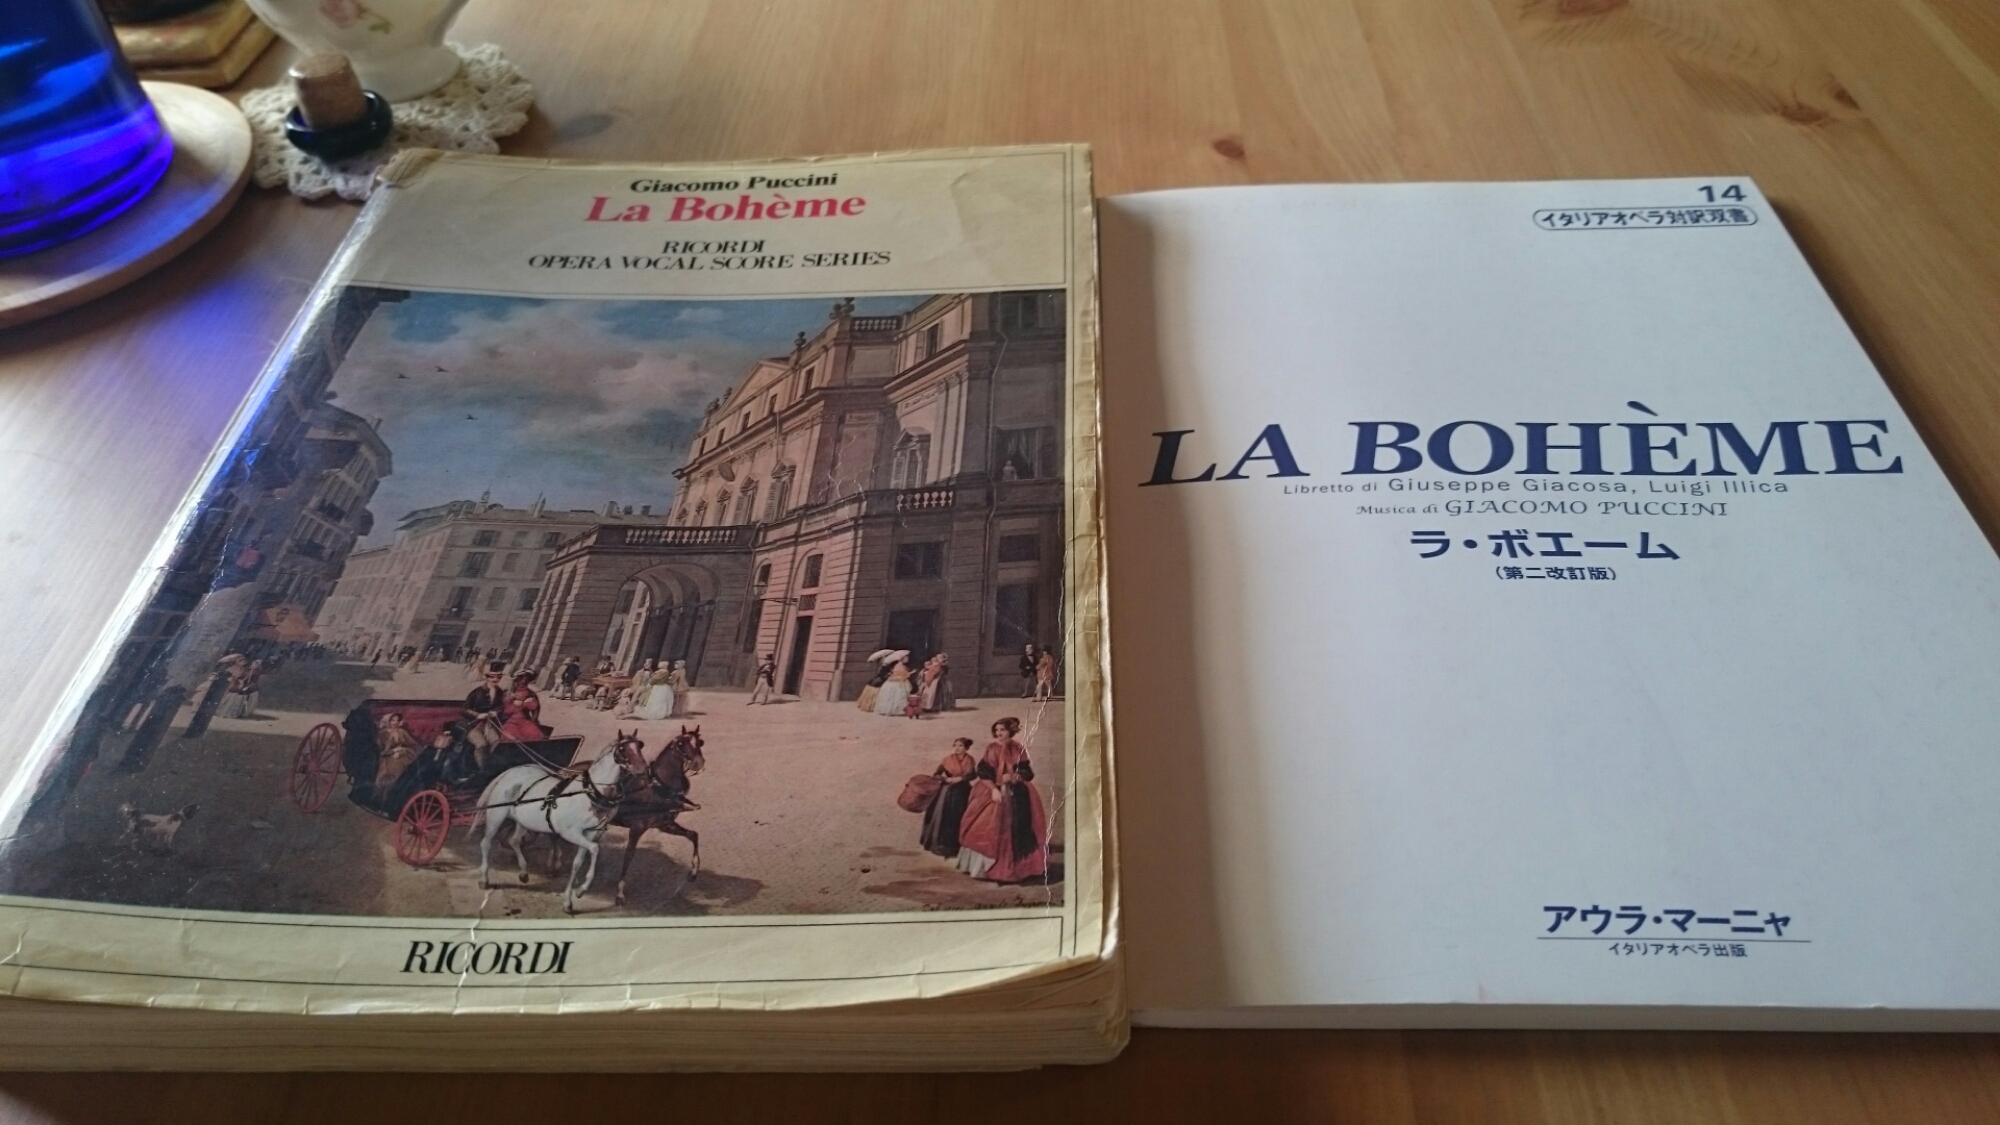 Giacomo Puccini
La Bohème
RICORDI
OPERA VOCAL SCORE SERIES
RICORDI
14
イタリアオペラ対訳双書
LA BOHÈME
Libretto di Giuseppe Giacosa, Luigi Illica
Musica di GIACOMO PUCCINI
ラ・ボエーム
(第二改訂版)
アウラ・マーニャ
イタリアオペラ出版